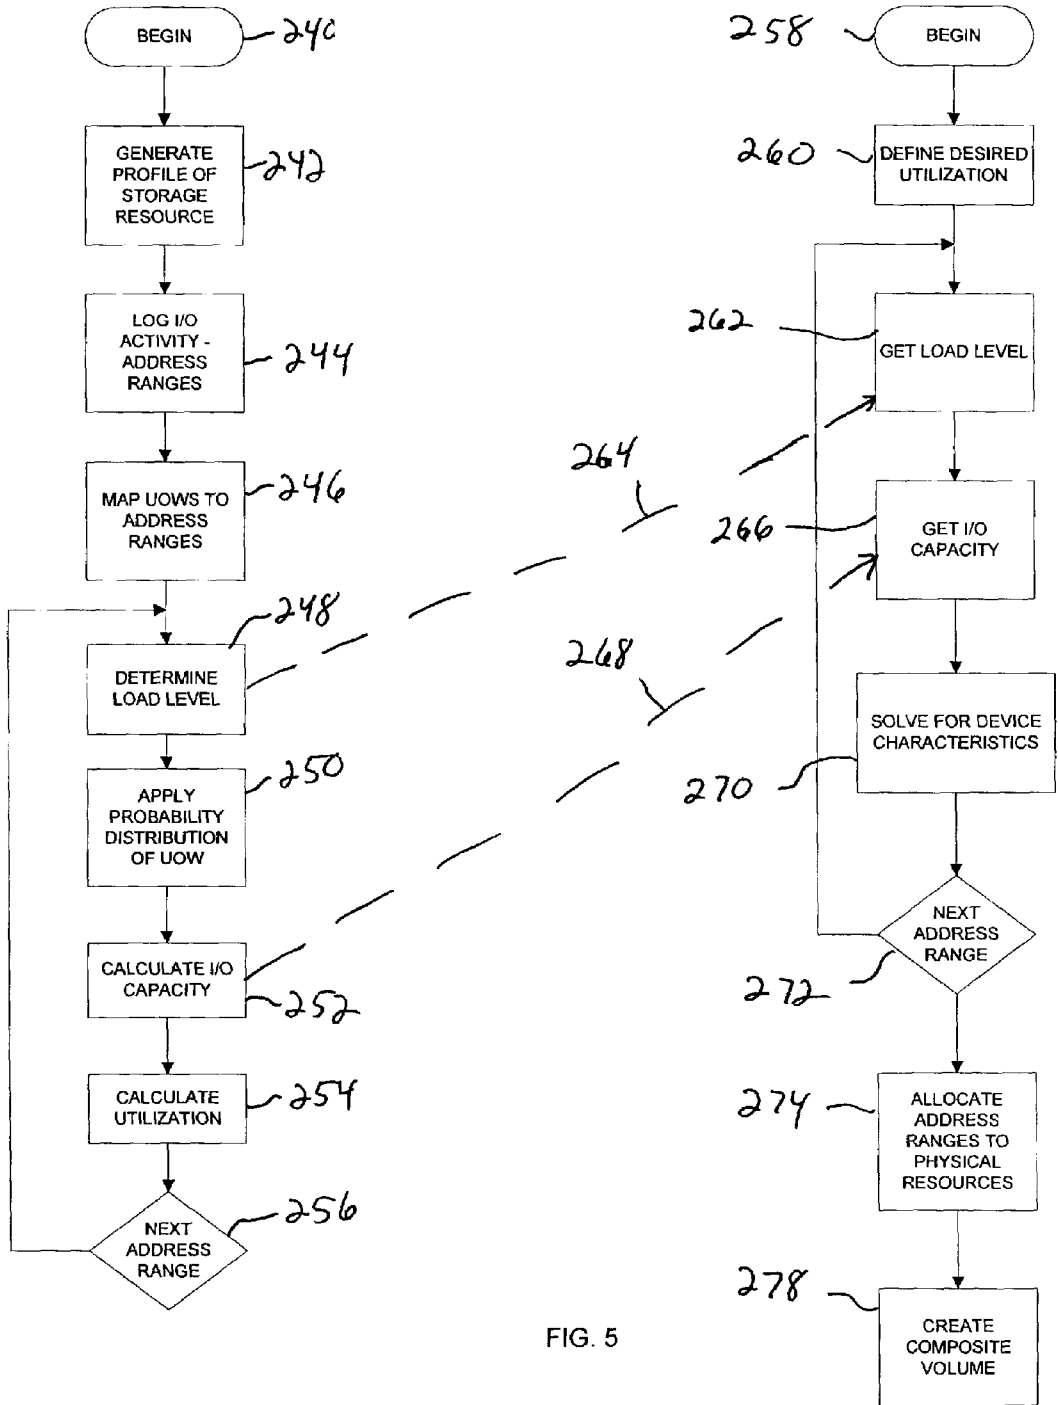 BEGIN
240
GENERATE
PROFILE OF
STORAGE
RESOURCE
242
LOG I/O
ACTIVITY -
ADDRESS
RANGES
244
MAP UOWS TO
ADDRESS
RANGES
246
248
DETERMINE
LOAD LEVEL
250
APPLY
PROBABILITY
DISTRIBUTION
OF UOW
CALCULATE I/O
CAPACITY
252
CALCULATE
UTILIZATION
254
256
NEXT
ADDRESS
RANGE
264
268
258
BEGIN
260
DEFINE DESIRED
UTILIZATION
262
GET LOAD LEVEL
266
GET I/O
CAPACITY
SOLVE FOR DEVICE
CHARACTERISTICS
270
NEXT
ADDRESS
RANGE
272
274
ALLOCATE
ADDRESS
RANGES TO
PHYSICAL
RESOURCES
278
CREATE
COMPOSITE
VOLUME
FIG. 5